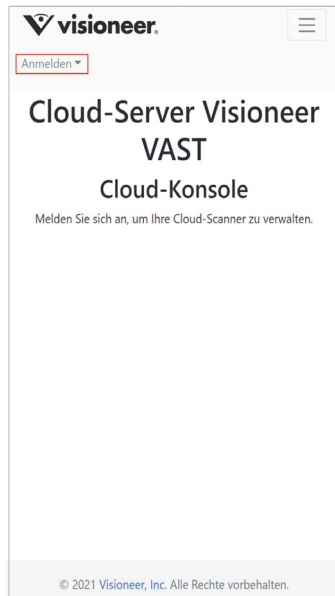 visioneer.
Anmelden
Cloud-Server Visioneer
VAST
Cloud-Konsole
Melden Sie sich an, um Ihre Cloud-Scanner zu verwalten.
© 2021 Visioneer, Inc. Alle Rechte vorbehalten.